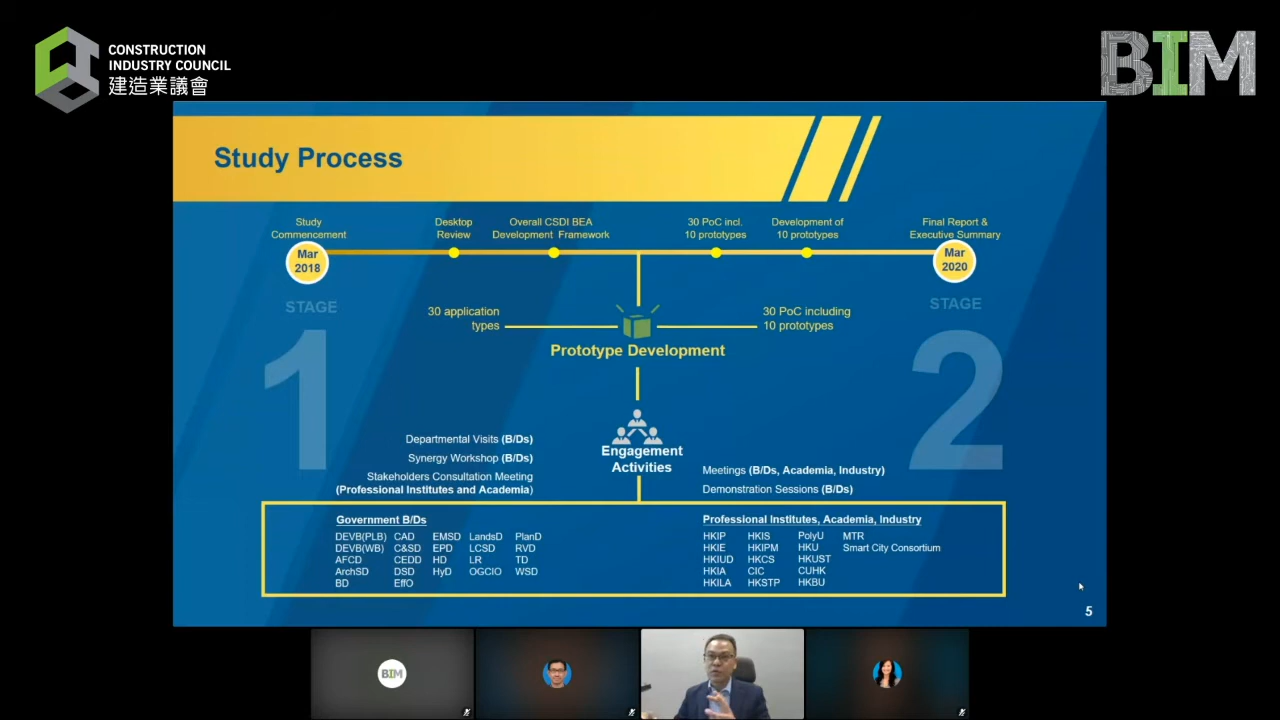 CONSTRUCTION
INDUSTRY COUNCIL
建造業議會
BIM
Study Process
Study
Commencement
Desktop
Review
Overall CSDI BEA
Development Framework
30 PoC incl.
10 prototypes
Development of
10 prototypes
Final Report &
Executive Summary
Mar
2018
Mar
2020
STAGE
1
STAGE
2
30 application
types
30 PoC including
10 prototypes
Prototype Development
Engagement
Activities
Departmental Visits (B/Ds)
Synergy Workshop (B/Ds)
Stakeholders Consultation Meeting
(Professional Institutes and Academia)
Meetings (B/Ds, Academia, Industry)
Demonstration Sessions (B/Ds)
Government B/Ds
DEVB(PLB) CAD EMSD LandsD PlanD
DEVB(WB) C&SD EPD LCSD RVD
AFCD CEDD HD LR TD
ArchSD DSD HyD OGCIO WSD
BD EffO
Professional Institutes, Academia, Industry
HKIP HKIS PolyU MTR
HKIE HKIPM HKU Smart City Consortium
HKIUD HKCS HKUST
HKIA CIC CUHK
HKILA HKSTP HKBU
5
BIM